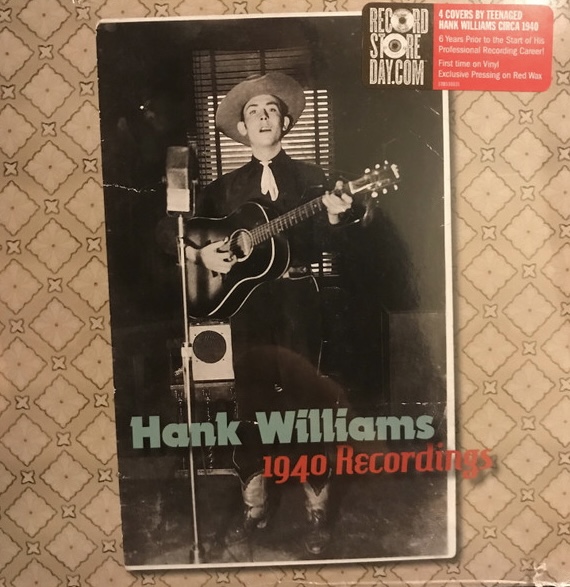 RECORD
STORE
DAY.COM
4 COVERS BY TEENAGED
HANK WILLIAMS CIRCA 1940
6 Years Prior to the Start of His
Professional Recording Career!
First time on Vinyl
Exclusive Pressing on Red Wax
Hank Williams
1940 Recordings